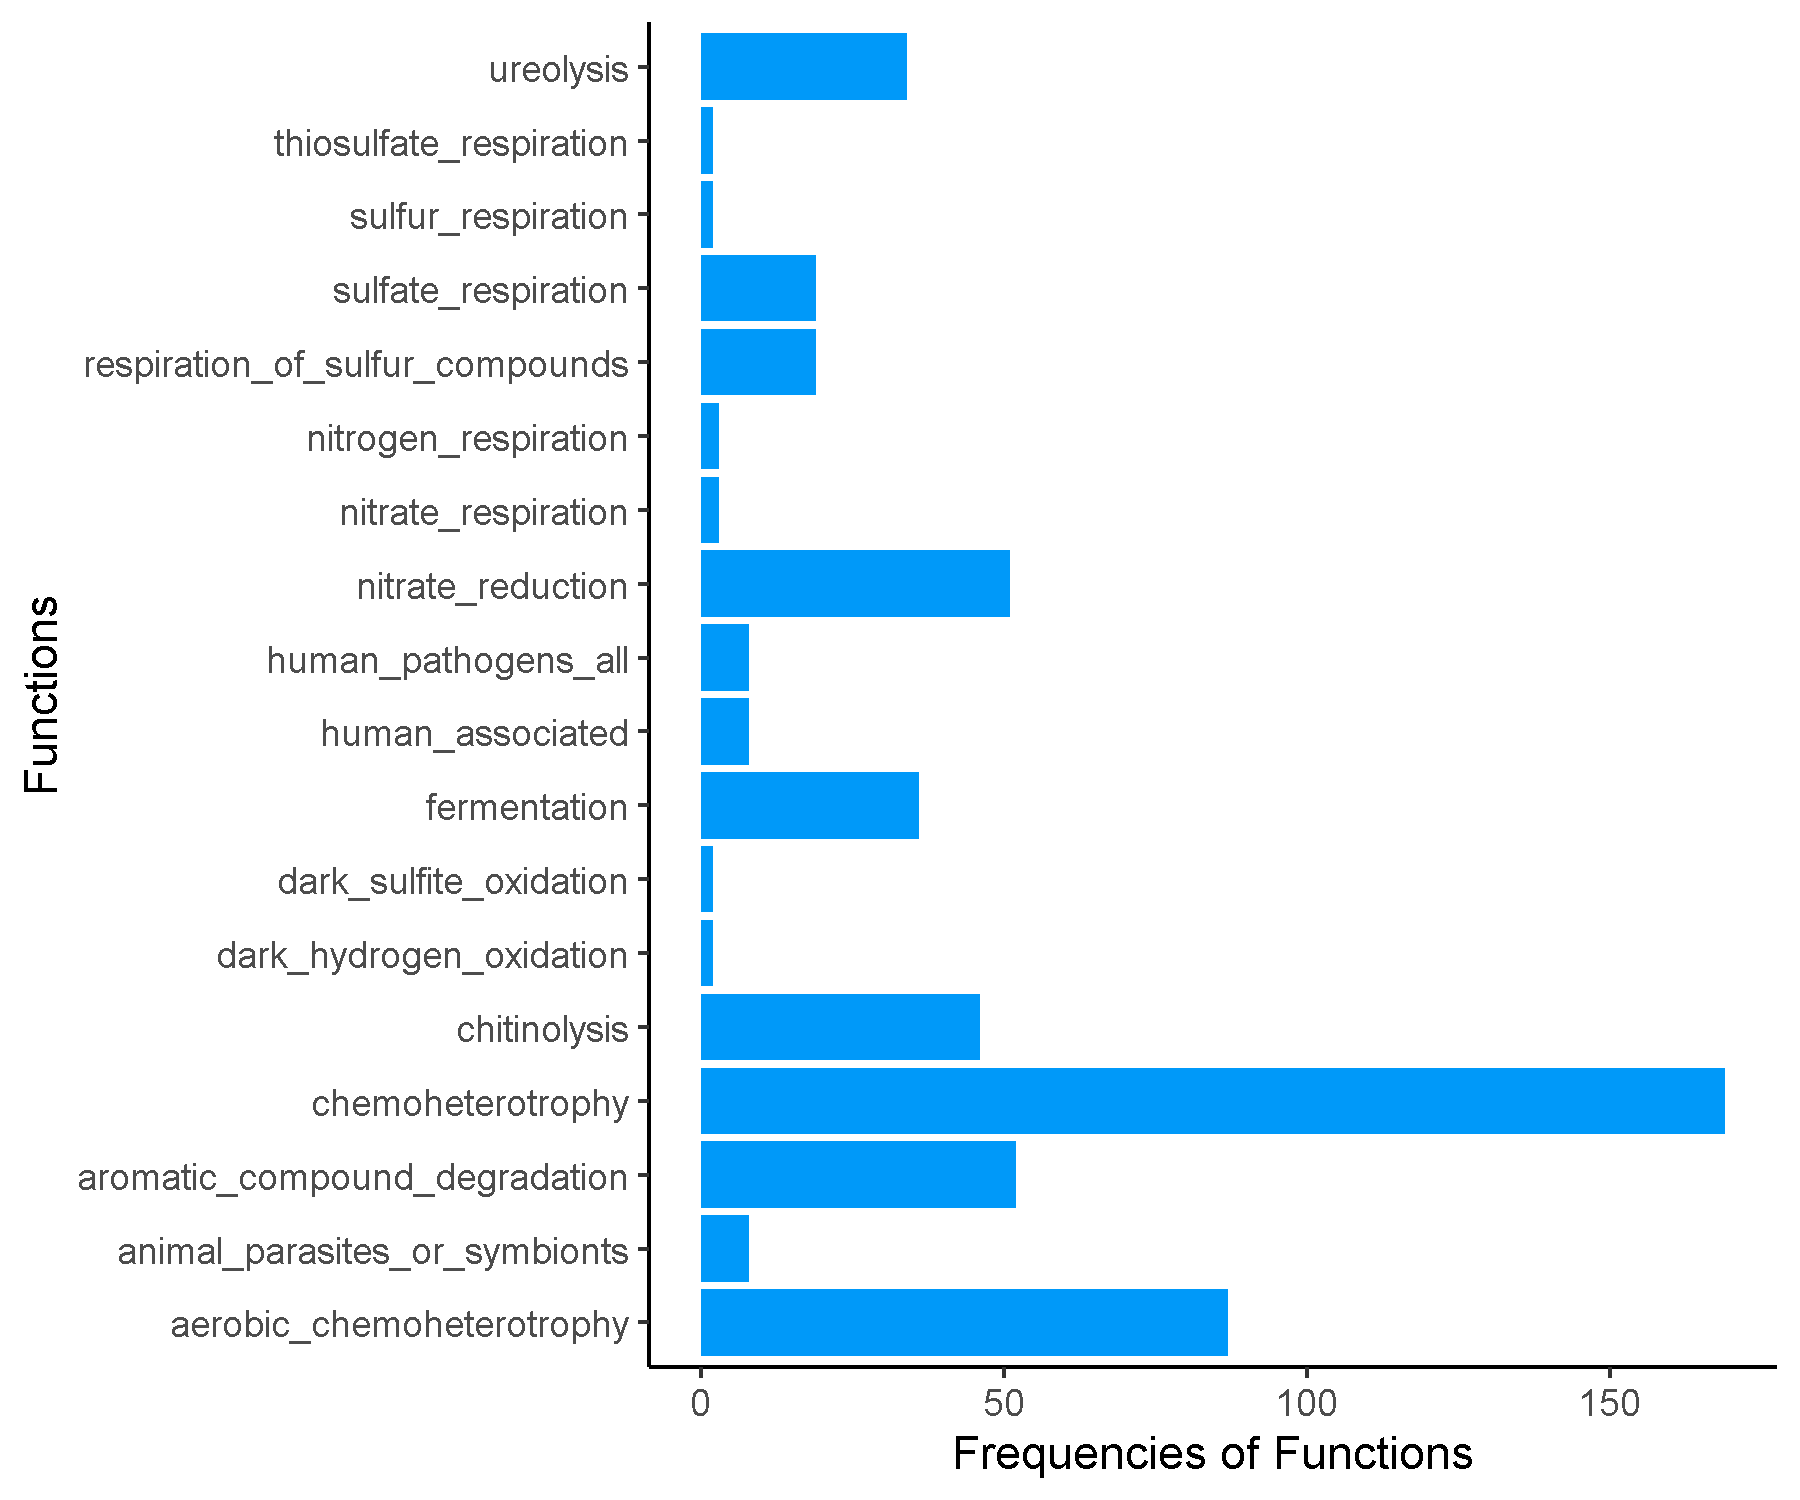 ureolysis
thiosulfate_respiration
sulfur_respiration
sulfate_respiration
respiration_of_sulfur_compounds
nitrogen_respiration
nitrate_respiration
nitrate_reduction
human_pathogens_all
human_associated
fermentation
dark_sulfite_oxidation
dark_hydrogen_oxidation
chitinolysis
chemoheterotrophy
aromatic_compound_degradation
animal_parasites_or_symbionts
aerobic_chemoheterotrophy
Functions
0 50 100 150
Frequencies of Functions